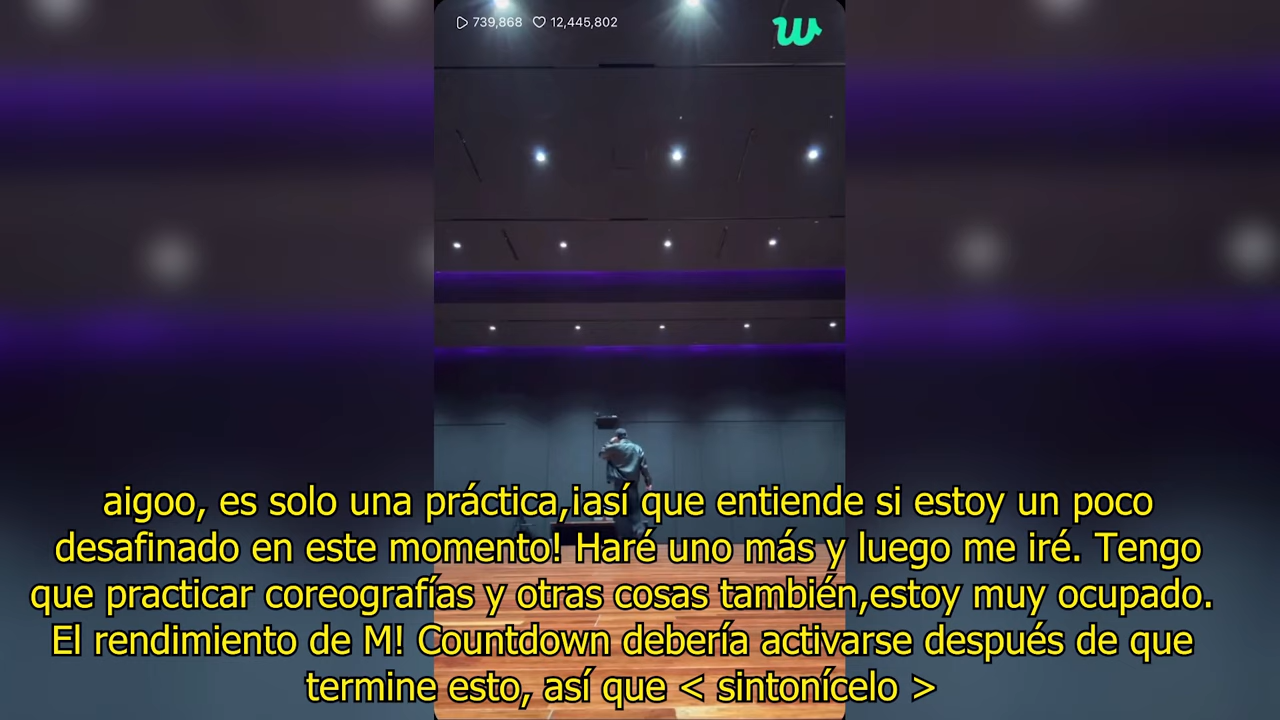 739,868 12,445,802
w
aigoo, es solo una práctica,¡así que entiende si estoy un poco
desafinado en este momento! Haré uno más y luego me iré. Tengo
que practicar coreografías y otras cosas también,estoy muy ocupado.
El rendimiento de M! Countdown debería activarse después de que
termine esto, así que < sintonícelo >